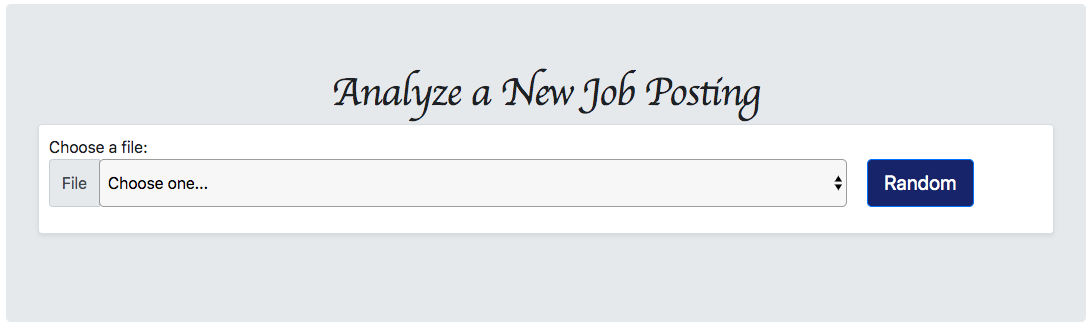 Analyze a New Job Posting
Choose a file:
File Choose one... Random